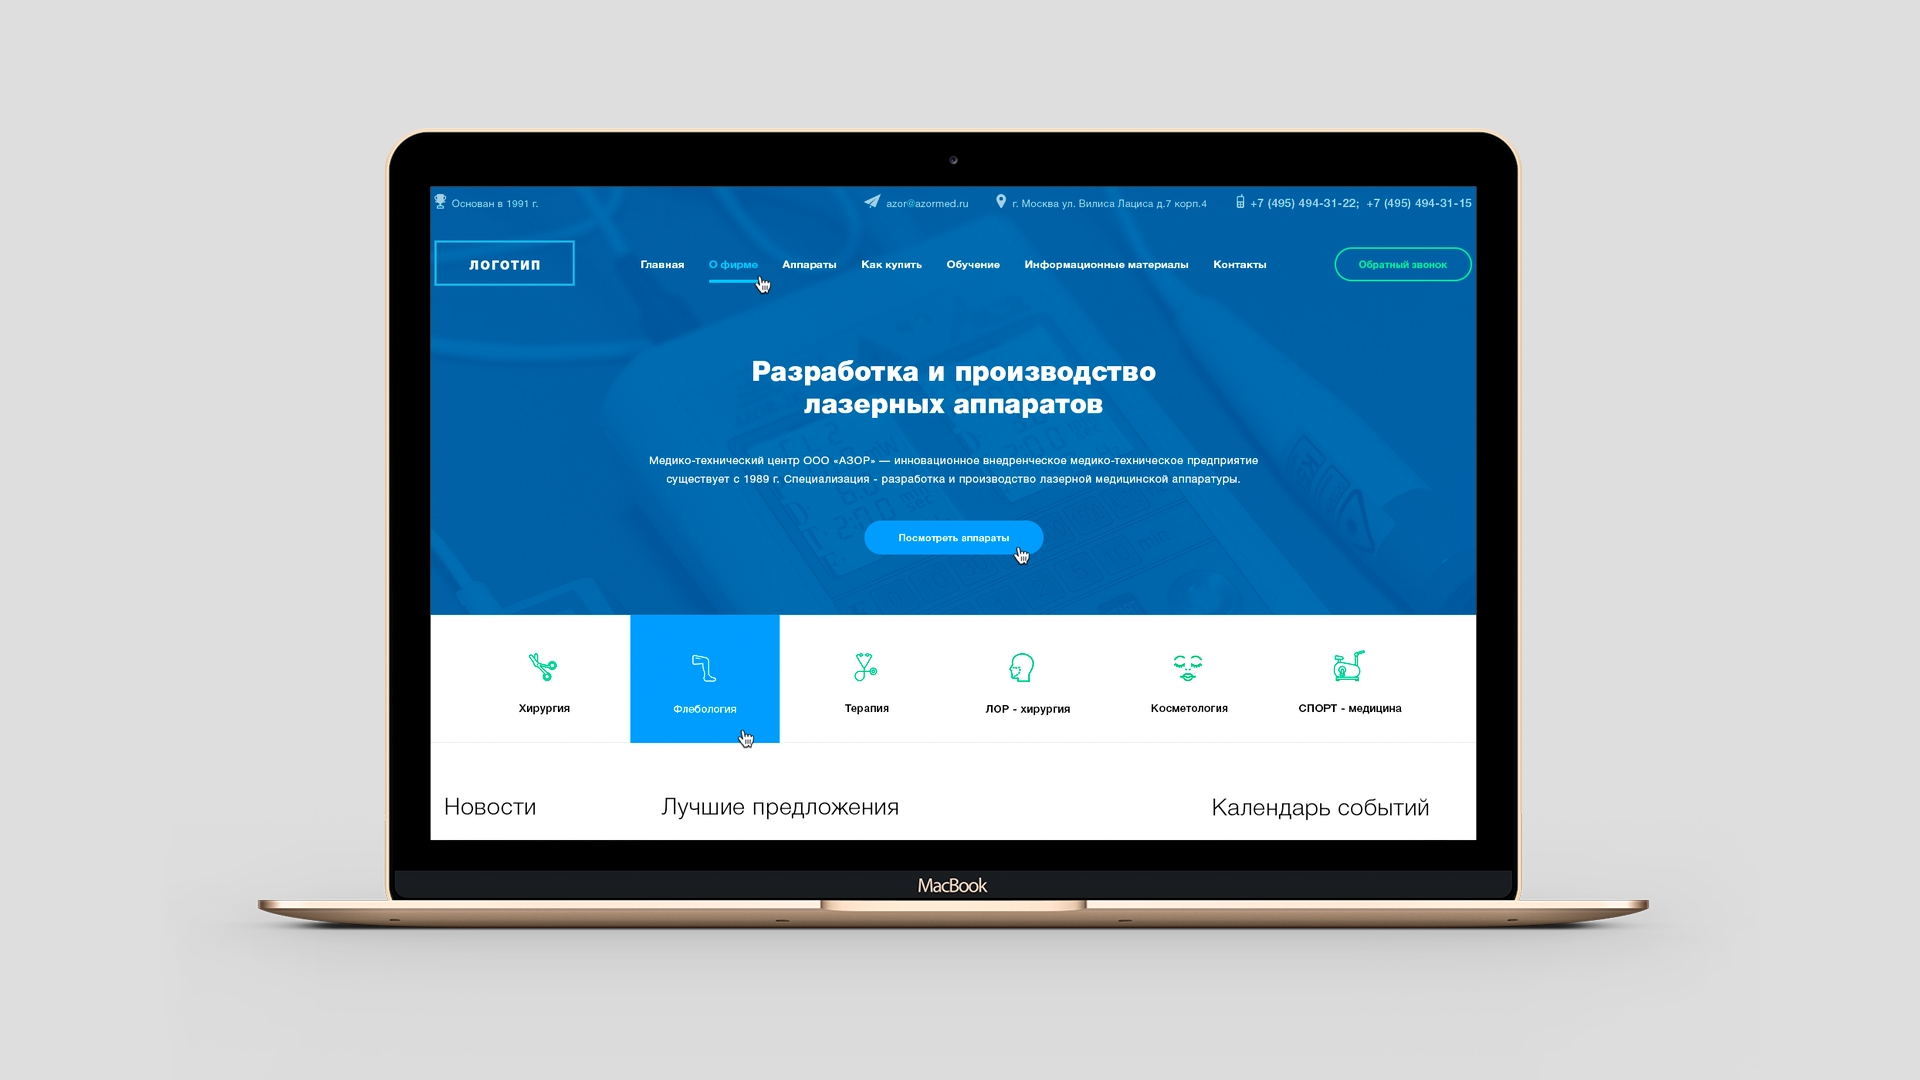 Основан в 1991 г.
azor@azormed.ru
г. Москва ул. Вилиса Лациса д.7 корп.4
+7 (495) 494-31-22; +7 (495) 494-31-15
ЛОГОТИП
Главная
О фирме
Аппараты
Как купить
Обучение
Информационные материалы
Контакты
Обратный звонок
Разработка и производство
лазерных аппаратов
Медико-технический центр ООО «АЗОР» — инновационное внедренческое медико-техническое предприятие
существует с 1989 г. Специализация - разработка и производство лазерной медицинской аппаратуры.
Посмотреть аппараты
Хирургия
Флебология
Терапия
ЛОР - хирургия
Косметология
СПОРТ - медицина
Новости
Лучшие предложения
Календарь событий
MacBook